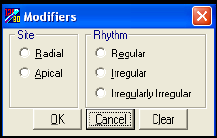 Modifiers
Site
Radial
Apical
Rhythm
Regular
Irregular
Irregularly Irregular
OK
Cancel
Clear